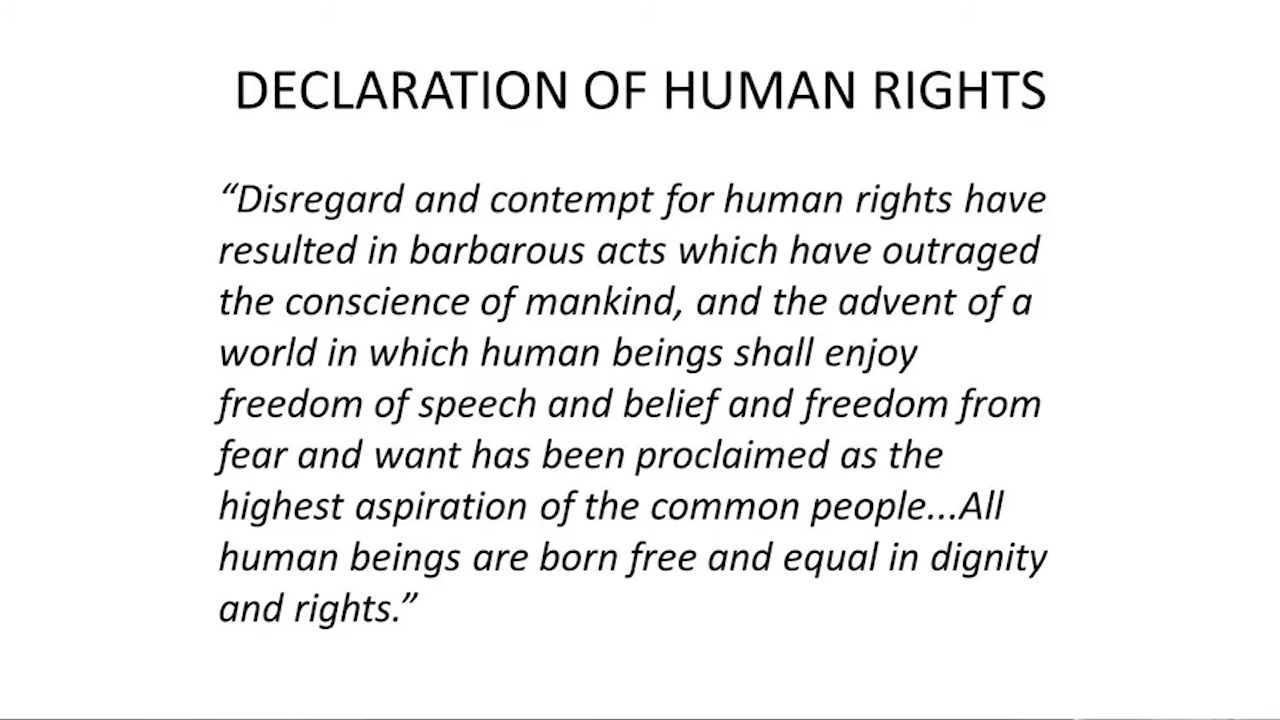 DECLARATION OF HUMAN RIGHTS
“Disregard and contempt for human rights have
resulted in barbarous acts which have outraged
the conscience of mankind, and the advent of a
world in which human beings shall enjoy
freedom of speech and belief and freedom from
fear and want has been proclaimed as the
highest aspiration of the common people...All
human beings are born free and equal in dignity
and rights.”